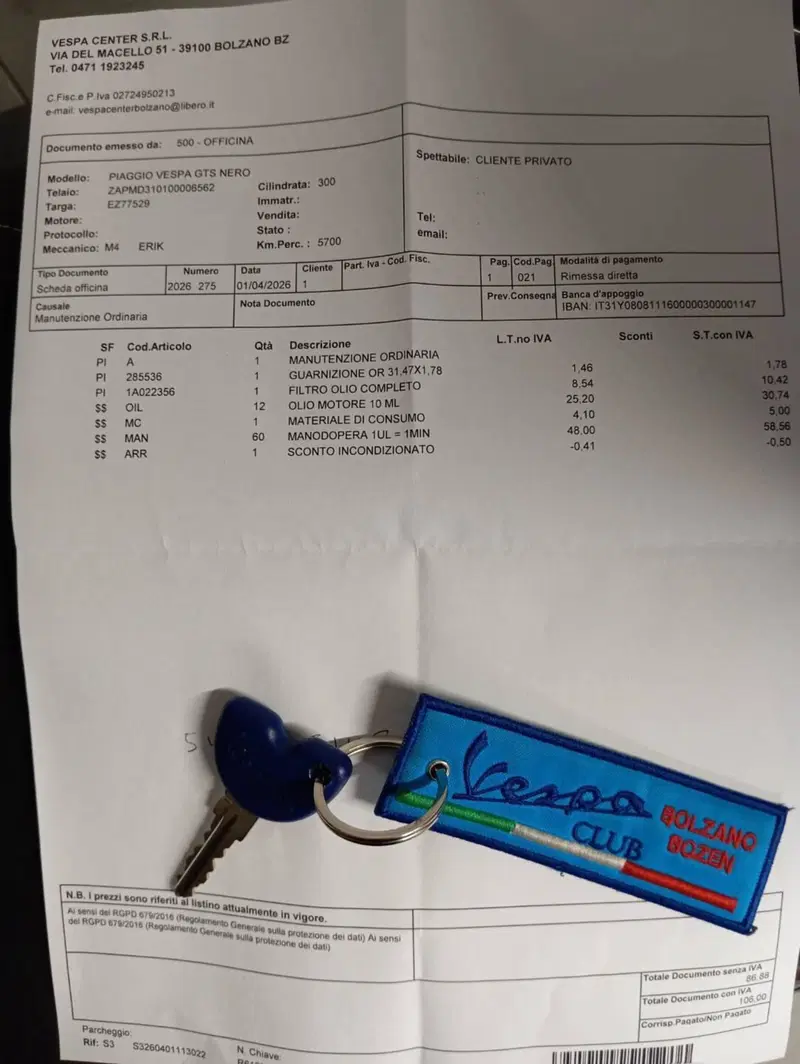 VESPA CENTER S.R.L.
VIA DEL MACELLO 51 - 39100 BOLZANO BZ
Tel. 0471 1923245
C.Fisc.e P.Iva 02724950213
e-mail: vespacenterbolzano@libero.it
Documento emesso da: 500 - OFFICINA
Spettabile: CLIENTE PRIVATO
Modello: PIAGGIO VESPA GTS NERO
Telaio: ZAPMD310100006562 Cilindrata: 300
Targa: EZ77529 Immatr.:
Motore: Vendita:
Protocollo: Stato :
Meccanico: M4 ERIK Km.Perc. : 5700
Tel:
email:
Tipo Documento Numero Data Cliente Part. Iva - Cod. Fisc. Pag. Cod.Pag. Modalità di pagamento
Scheda officina 2026 275 01/04/2026 1 1 021 Rimessa diretta
Causale Nota Documento Prev.Consegna Banca d'appoggio
Manutenzione Ordinaria IBAN: IT31Y0808111600000300001147
SF Cod.Articolo Qtà Descrizione L.T.no IVA Sconti S.T.con IVA
PI A 1 MANUTENZIONE ORDINARIA
PI 285536 1 GUARNIZIONE OR 31,47X1,78 1,46 1,78
PI 1A022356 1 FILTRO OLIO COMPLETO 8,54 10,42
$$ OIL 12 OLIO MOTORE 10 ML 25,20 30,74
$$ MC 1 MATERIALE DI CONSUMO 4,10 5,00
$$ MAN 60 MANODOPERA 1UL = 1MIN 48,00 58,56
$$ ARR 1 SCONTO INCONDIZIONATO -0,41 -0,50
Vespa
CLUB
BOLZANO
BOZEN
N.B. I prezzi sono riferiti al listino attualmente in vigore.
Ai sensi del RGPD 679/2016 (Regolamento Generale sulla protezione dei dati) Ai sensi
del RGPD 679/2016 (Regolamento Generale sulla protezione dei dati)
Totale Documento senza IVA
86,88
Totale Documento con IVA
106,00
Corrisp.Pagato/Non Pagato
Parcheggio:
Rif: S3 S3260401113022 N. Chiave: